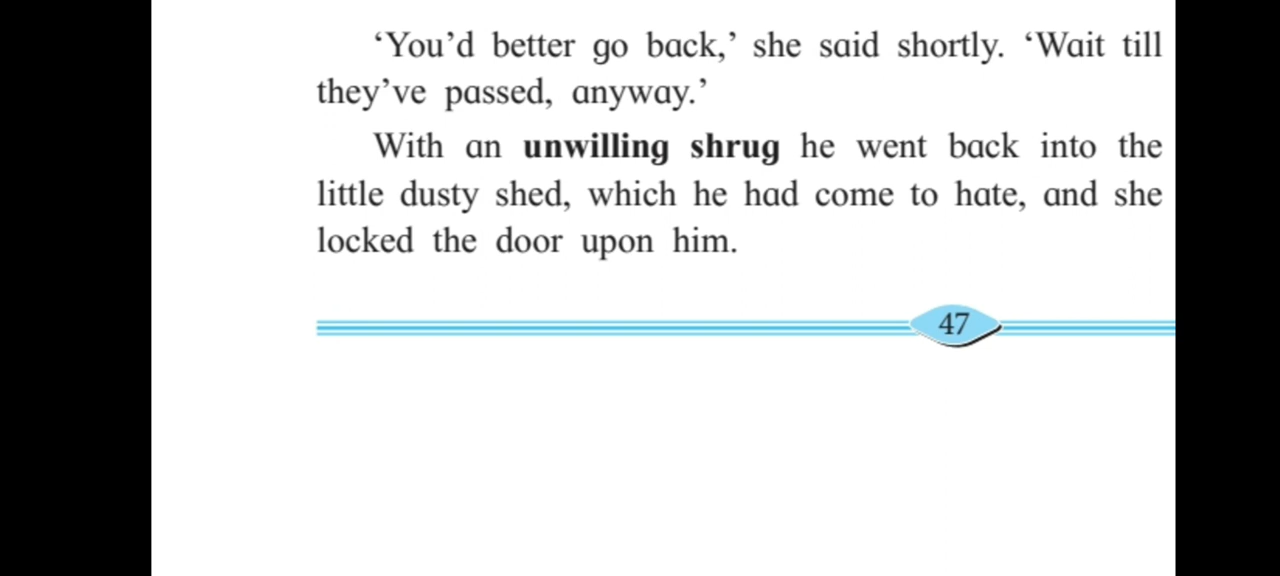 ‘You’d better go back,’ she said shortly. ‘Wait till
they’ve passed, anyway.’
With an unwilling shrug he went back into the
little dusty shed, which he had come to hate, and she
locked the door upon him.
47